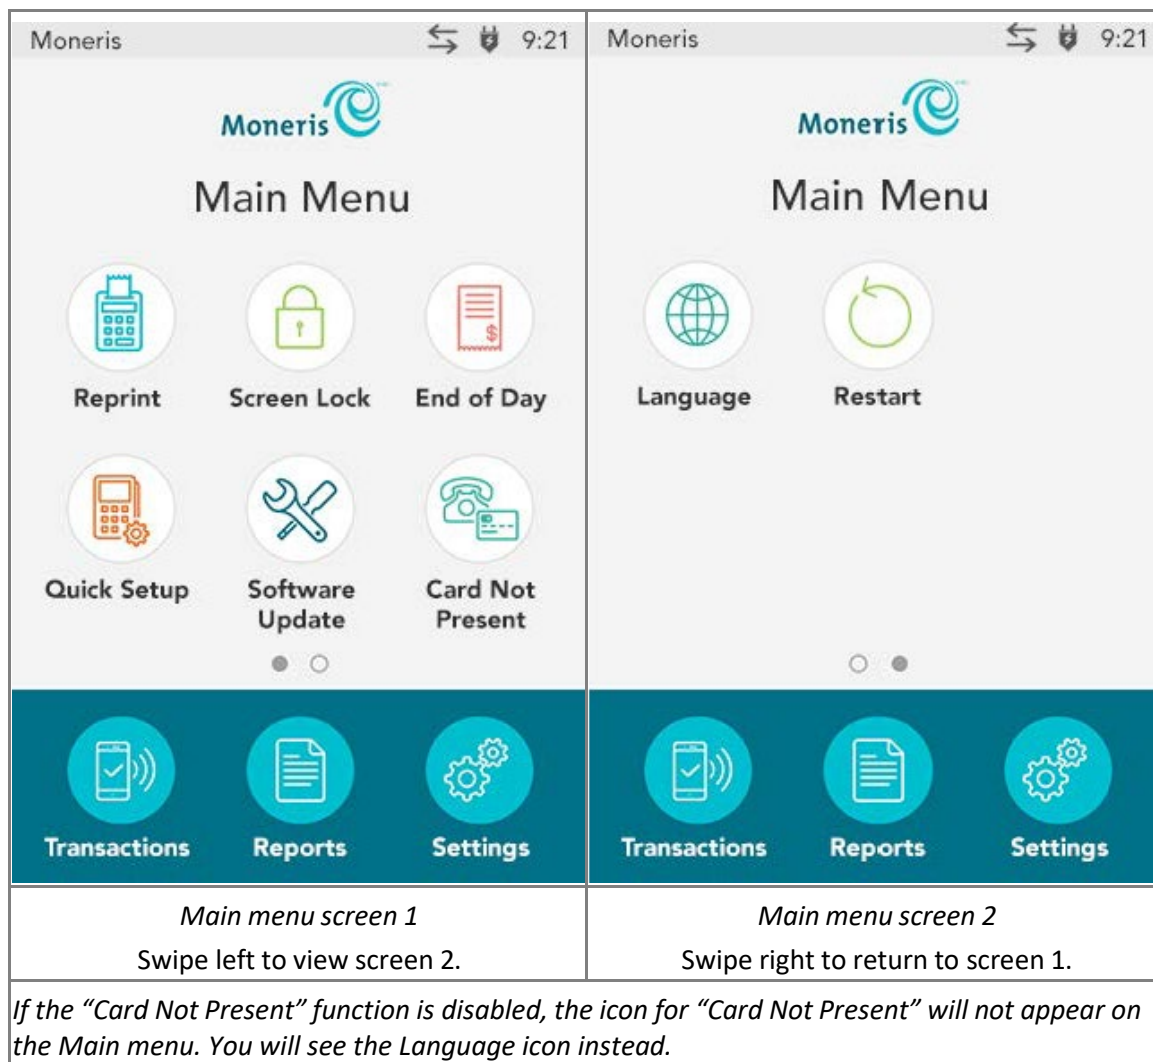 Moneris 9:21
Moneris
Main Menu
Reprint Screen Lock End of Day
Quick Setup Software Update Card Not Present
Transactions Reports Settings
Main menu screen 1
Swipe left to view screen 2.
Moneris 9:21
Moneris
Main Menu
Language Restart
Transactions Reports Settings
Main menu screen 2
Swipe right to return to screen 1.
If the “Card Not Present” function is disabled, the icon for “Card Not Present” will not appear on
the Main menu. You will see the Language icon instead.